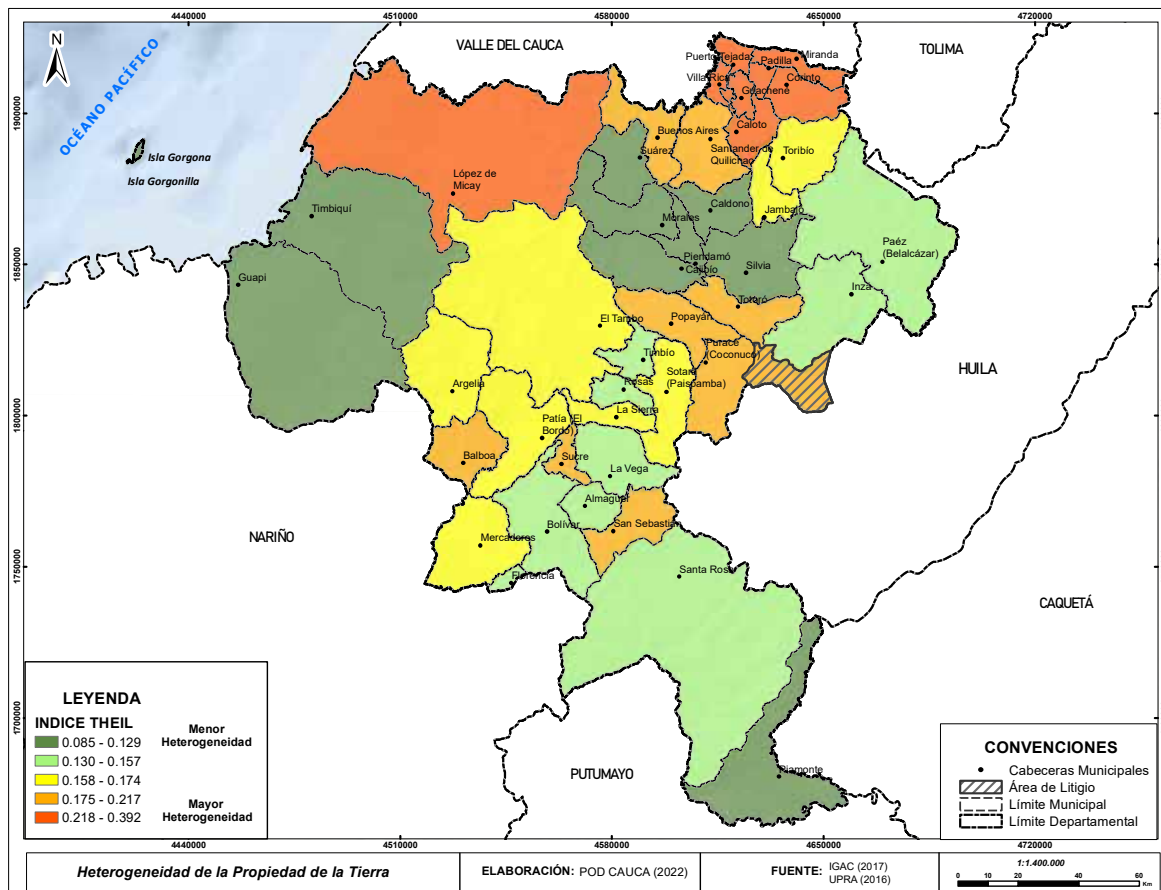 4440000
4510000
4580000
4650000
4720000
N
OCÉANO PACÍFICO
VALLE DEL CAUCA
TOLIMA
Puerto Tejada
Padilla
Miranda
Villa Rica
Guachené
Corinto
1900000
Isla Gorgona
Isla Gorgonilla
Buenos Aires
Suárez
Santander de
Quilichao
Caloto
Toribío
López de
Micay
Timbiquí
Caldono
Jambaló
Morales
Paéz
(Belalcázar)
1850000
Guapi
Piendamó
Cajibío
Silvia
Inza
Totoró
El Tambo
Popayán
Puracé
(Coconuco)
Timbío
HUILA
Argelia
Rosas
Sotara
(Paispamba)
1800000
La Sierra
Patía (El
Bordo)
Balboa
Sucre
La Vega
Almaguer
NARIÑO
Mercaderes
Bolívar
San Sebastián
1750000
Florencia
Santa Rosa
CAQUETÁ
LEYENDA
INDICE THEIL
0.085 - 0.129
Menor
Heterogeneidad
0.130 - 0.157
0.158 - 0.174
0.175 - 0.217
Mayor
Heterogeneidad
0.218 - 0.392
1700000
PUTUMAYO
Piamonte
CONVENCIONES
Cabeceras Municipales
Área de Litigio
Límite Municipal
Límite Departamental
4440000
4510000
4580000
4650000
4720000
Heterogeneidad de la Propiedad de la Tierra
ELABORACIÓN: POD CAUCA (2022)
FUENTE: IGAC (2017)
UPRA (2016)
1:1.400.000
0 10 20 40 60
Km